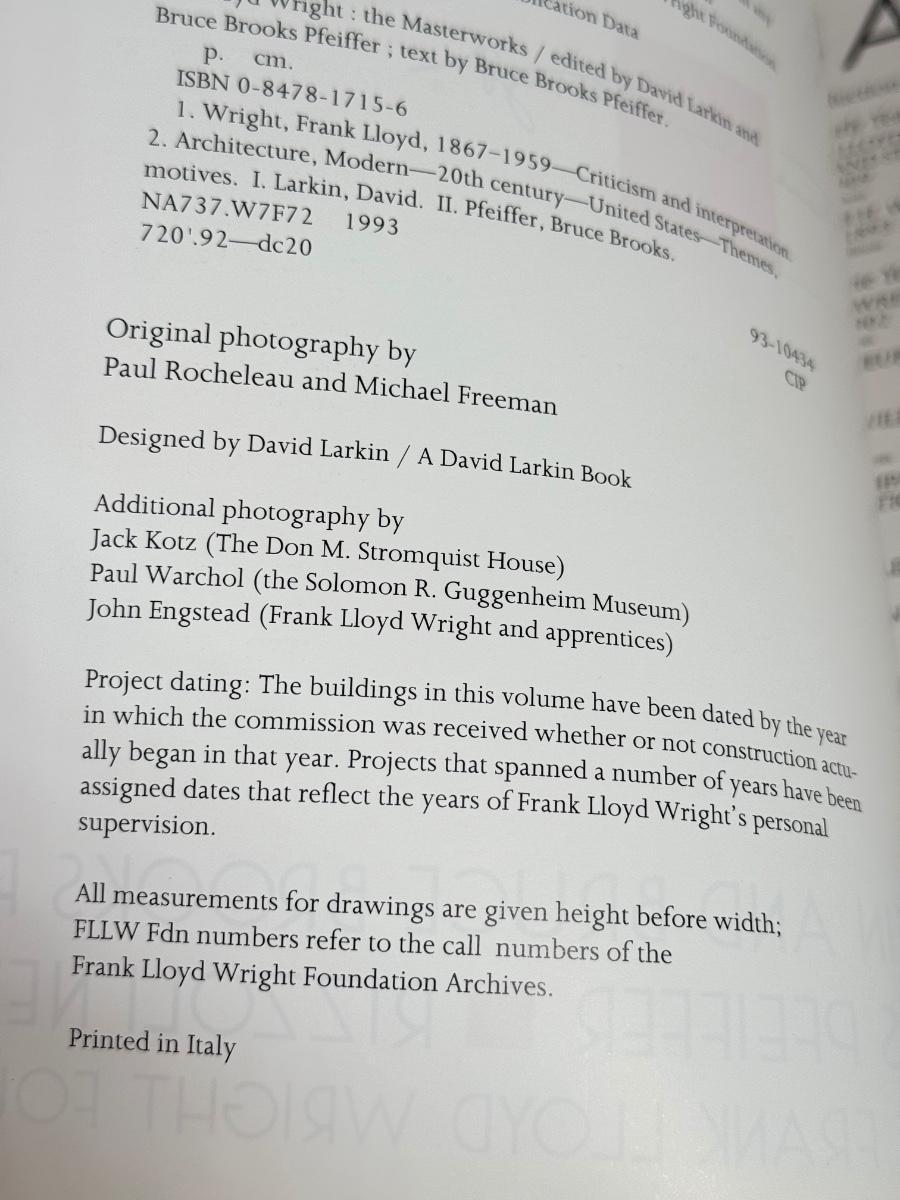 ication Data
right Foundation
Wright : the Masterworks / edited by David Larkin and
Bruce Brooks Pfeiffer ; text by Bruce Brooks Pfeiffer.
p. cm.
ISBN 0-8478-1715-6
1. Wright, Frank Lloyd, 1867–1959—Criticism and interpretation.
2. Architecture, Modern—20th century—United States—Themes,
motives. I. Larkin, David. II. Pfeiffer, Bruce Brooks.
NA737.W7F72 1993
720'.92—dc20
93-10434
CIP
Original photography by
Paul Rocheleau and Michael Freeman
Designed by David Larkin / A David Larkin Book
Additional photography by
Jack Kotz (The Don M. Stromquist House)
Paul Warchol (the Solomon R. Guggenheim Museum)
John Engstead (Frank Lloyd Wright and apprentices)
Project dating: The buildings in this volume have been dated by the year
in which the commission was received whether or not construction actu-
ally began in that year. Projects that spanned a number of years have been
assigned dates that reflect the years of Frank Lloyd Wright's personal
supervision.
All measurements for drawings are given height before width;
FLLW Fdn numbers refer to the call numbers of the
Frank Lloyd Wright Foundation Archives.
Printed in Italy